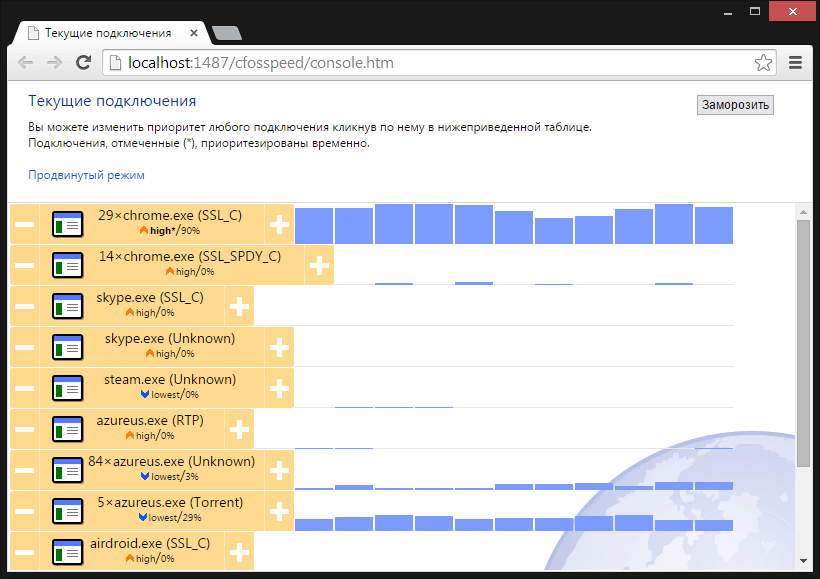 Текущие подключения
localhost:1487/cfosspeed/console.htm
Текущие подключения
Заморозить
Вы можете изменить приоритет любого подключения кликнув по нему в нижеприведенной таблице.
Подключения, отмеченные (*), приоритезированы временно.
Продвинутый режим
29×chrome.exe (SSL_C)
high*/90%
14×chrome.exe (SSL_SPDY_C)
high/0%
skype.exe (SSL_C)
high/0%
skype.exe (Unknown)
high/0%
steam.exe (Unknown)
lowest/0%
azureus.exe (RTP)
high/0%
84×azureus.exe (Unknown)
lowest/3%
5×azureus.exe (Torrent)
lowest/29%
airdroid.exe (SSL_C)
high/0%